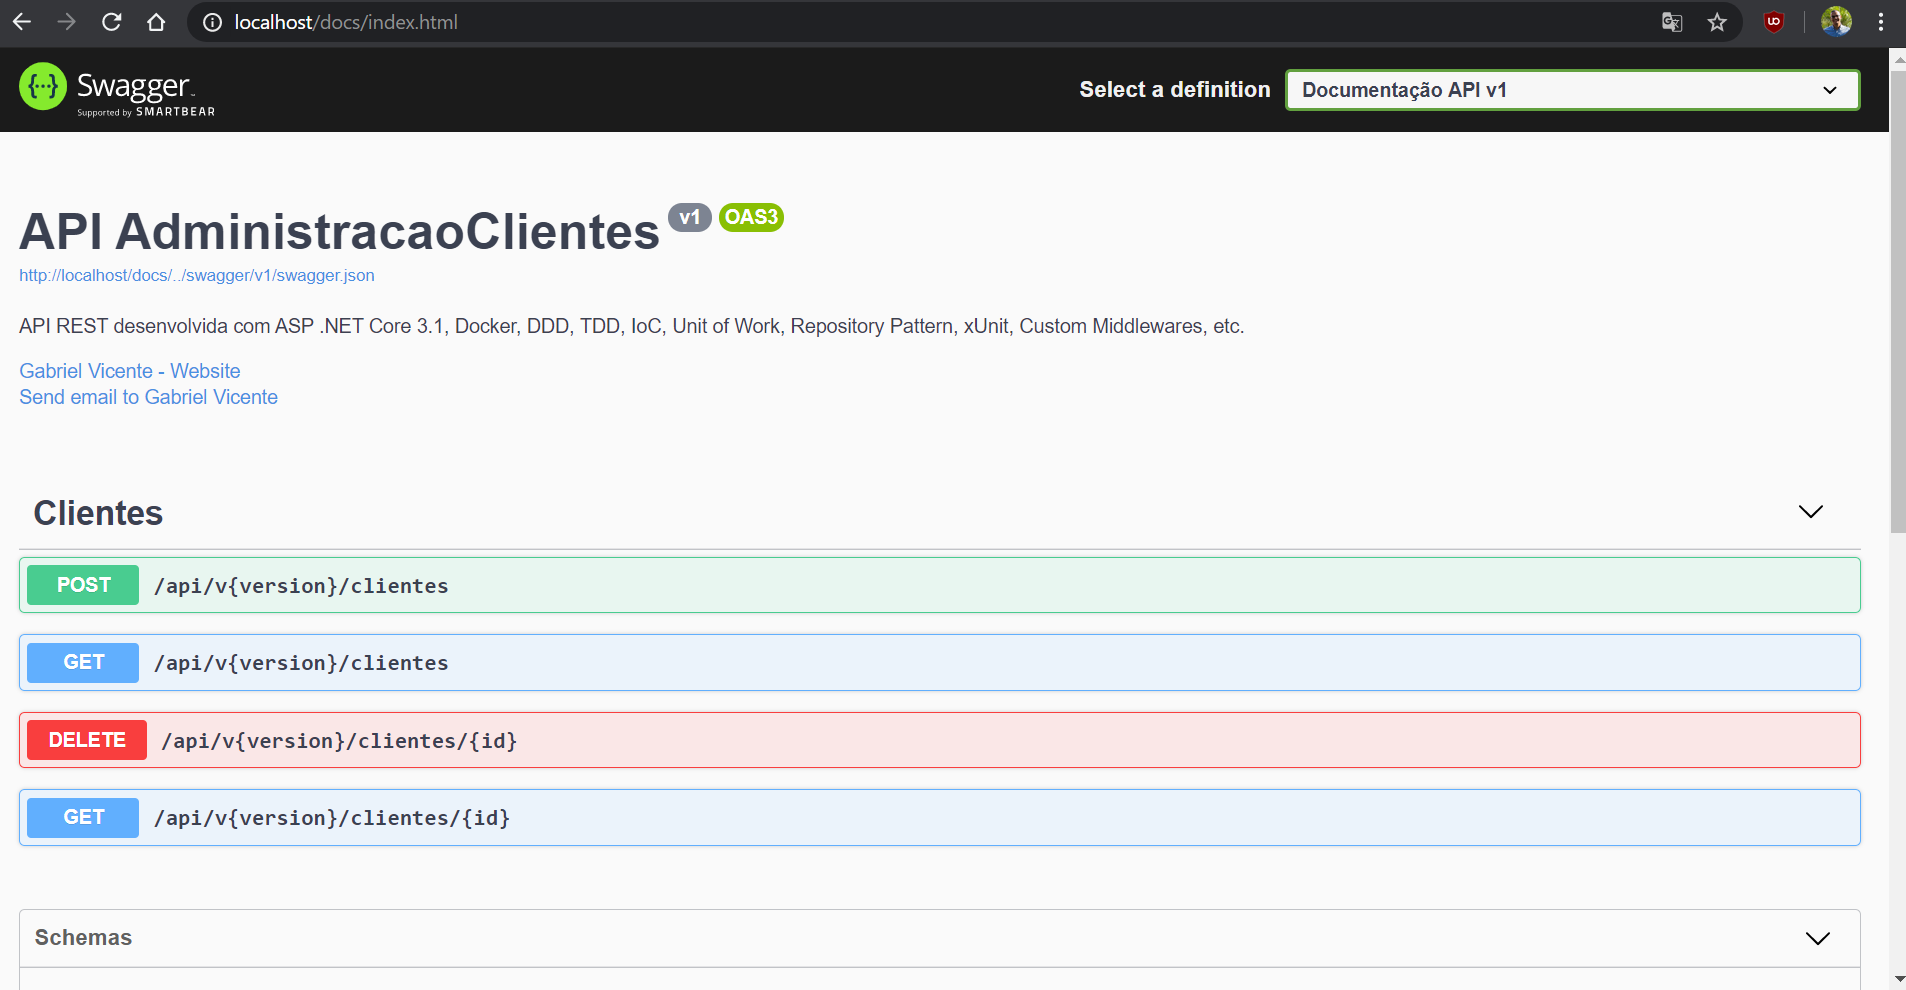 localhost/docs/index.html
{···} Swagger™
Supported by SMARTBEAR
Select a definition
Documentação API v1
API AdministracaoClientes v1 OAS3
http://localhost/docs/../swagger/v1/swagger.json
API REST desenvolvida com ASP .NET Core 3.1, Docker, DDD, TDD, IoC, Unit of Work, Repository Pattern, xUnit, Custom Middlewares, etc.
Gabriel Vicente - Website
Send email to Gabriel Vicente
Clientes
POST /api/v{version}/clientes
GET /api/v{version}/clientes
DELETE /api/v{version}/clientes/{id}
GET /api/v{version}/clientes/{id}
Schemas